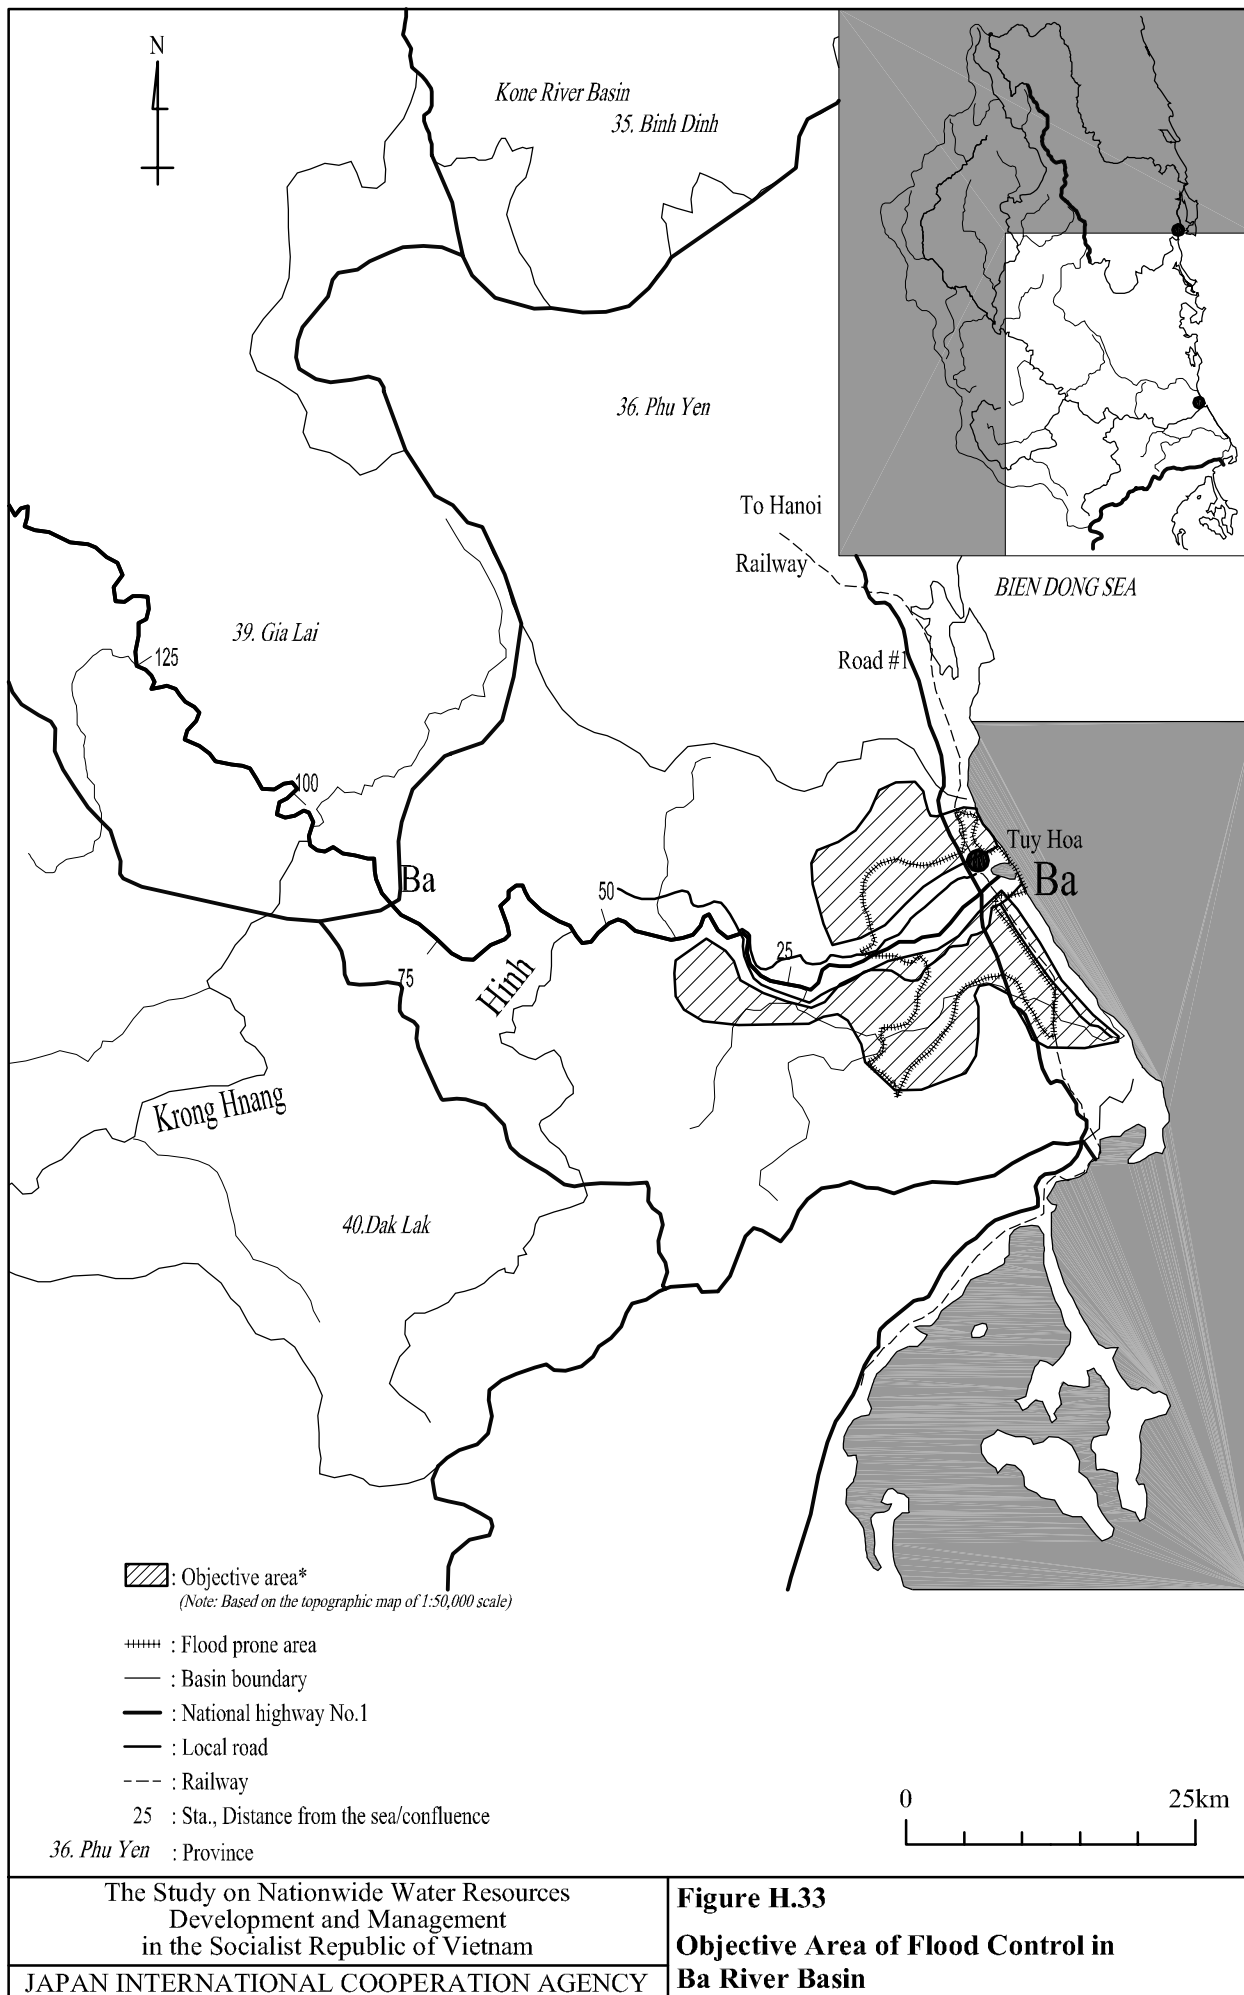 N
Kone River Basin
35. Binh Dinh
36. Phu Yen
To Hanoi
Railway
BIEN DONG SEA
39. Gia Lai
Road #1
125
100
Tuy Hoa
Ba
Ba
50
25
75
Hinh
Krong Hnang
40.Dak Lak
: Objective area*
(Note: Based on the topographic map of 1:50,000 scale)
: Flood prone area
: Basin boundary
: National highway No.1
: Local road
: Railway
25 : Sta., Distance from the sea/confluence
36. Phu Yen : Province
0 25km
The Study on Nationwide Water Resources
Development and Management
in the Socialist Republic of Vietnam
JAPAN INTERNATIONAL COOPERATION AGENCY
Figure H.33
Objective Area of Flood Control in
Ba River Basin